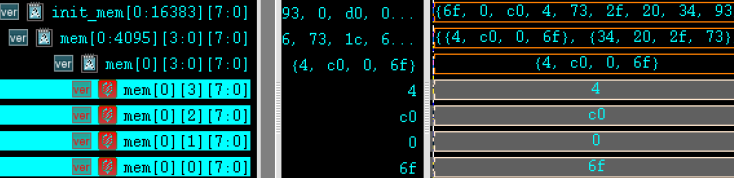 ver init_mem[0:16383][7:0] 93, 0, d0, 0... {6f, 0, c0, 4, 73, 2f, 20, 34, 93
ver mem[0:4095][3:0][7:0] 6, 73, 1c, 6... {{4, c0, 0, 6f}, {34, 20, 2f, 73}
ver mem[0][3:0][7:0] {4, c0, 0, 6f} {4, c0, 0, 6f}
ver mem[0][3][7:0] 4 4
ver mem[0][2][7:0] c0 c0
ver mem[0][1][7:0] 0 0
ver mem[0][0][7:0] 6f 6f